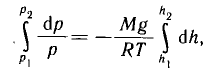 ∫_{p₁}^{p₂} dp/p = − Mg/RT ∫_{h₁}^{h₂} dh,